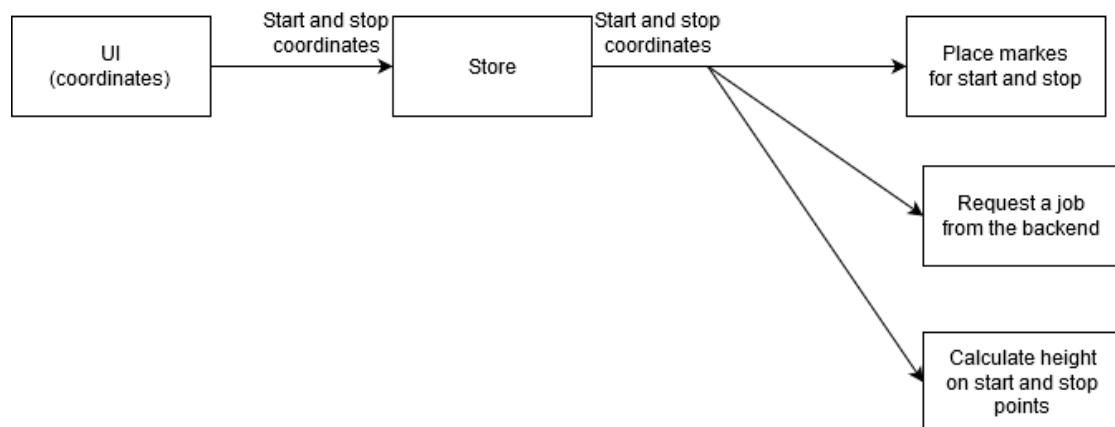 UI
(coordinates)
Start and stop
coordinates
Store
Start and stop
coordinates
Place markes
for start and stop
Request a job
from the backend
Calculate height
on start and stop
points